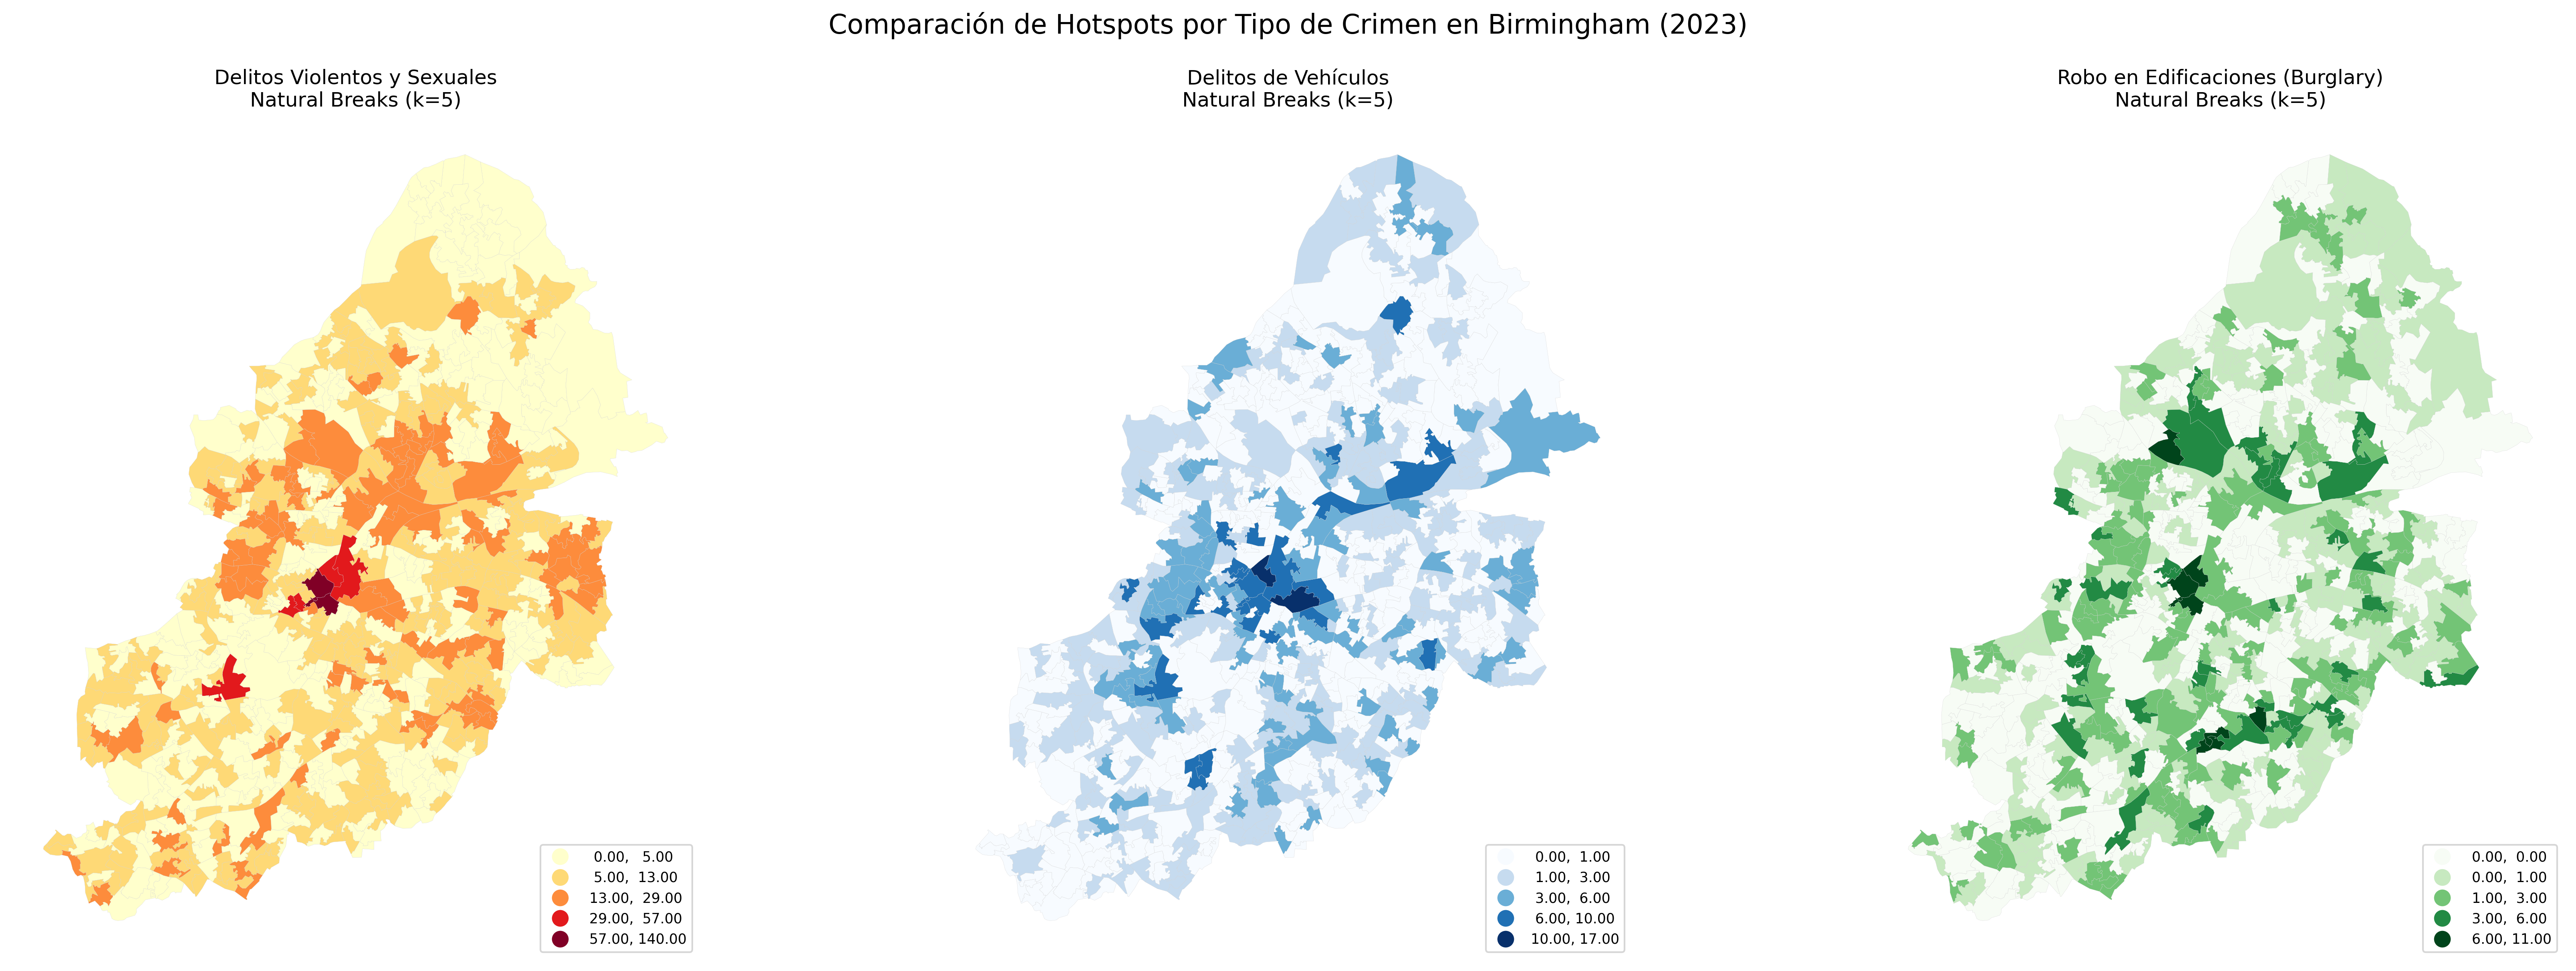 Comparación de Hotspots por Tipo de Crimen en Birmingham (2023)
Delitos Violentos y Sexuales
Natural Breaks (k=5)
0.00, 5.00
5.00, 13.00
13.00, 29.00
29.00, 57.00
57.00, 140.00
Delitos de Vehículos
Natural Breaks (k=5)
0.00, 1.00
1.00, 3.00
3.00, 6.00
6.00, 10.00
10.00, 17.00
Robo en Edificaciones (Burglary)
Natural Breaks (k=5)
0.00, 0.00
0.00, 1.00
1.00, 3.00
3.00, 6.00
6.00, 11.00